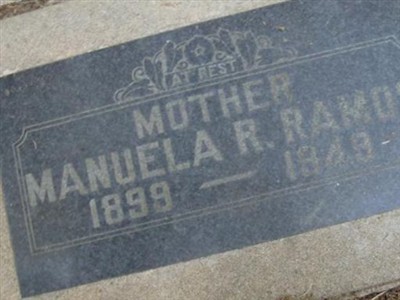 AT REST
MOTHER
MANUELA R. RAMOS
1899 — 1949